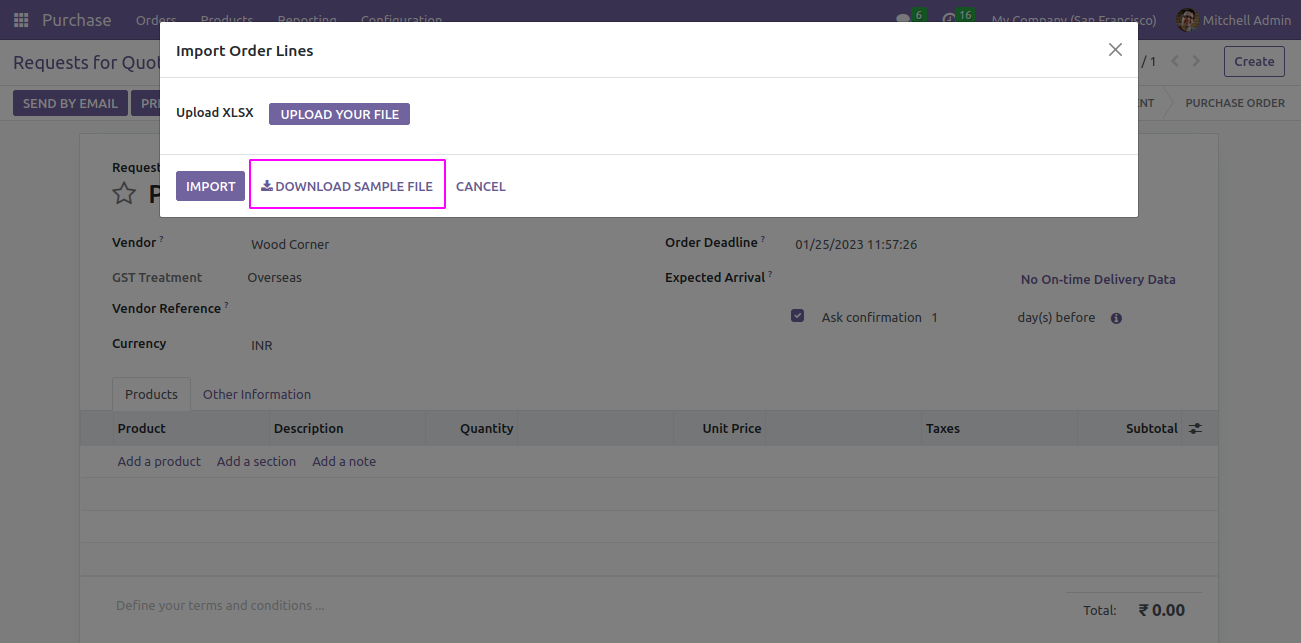 Purchase Orders Products Reporting Configuration 6 16 My Company (San Francisco) Mitchell Admin
Import Order Lines
Requests for Quot / 1 Create
Upload XLSX UPLOAD YOUR FILE
SEND BY EMAIL PRI NT PURCHASE ORDER
Request
IMPORT DOWNLOAD SAMPLE FILE CANCEL
P
Vendor ? Wood Corner Order Deadline ? 01/25/2023 11:57:26
GST Treatment Overseas Expected Arrival ? No On-time Delivery Data
Vendor Reference ? Ask confirmation 1 day(s) before
Currency INR
Products Other Information
Product Description Quantity Unit Price Taxes Subtotal
Add a product Add a section Add a note
Define your terms and conditions ...
Total: ₹ 0.00